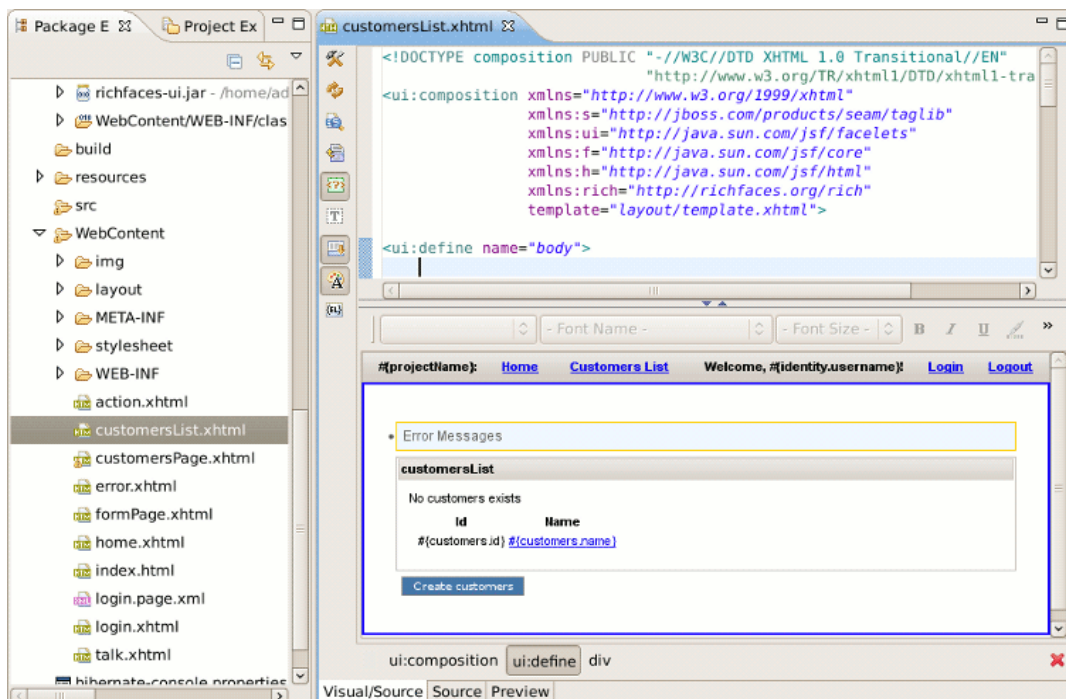 Package E
Project Ex
richfaces-ui.jar - /home/ad
WebContent/WEB-INF/clas
build
resources
src
WebContent
img
layout
META-INF
stylesheet
WEB-INF
action.xhtml
customersList.xhtml
customersPage.xhtml
error.xhtml
formPage.xhtml
home.xhtml
index.html
login.page.xml
login.xhtml
talk.xhtml
hibernate-console.properties
customersList.xhtml
<!DOCTYPE composition PUBLIC "-//W3C//DTD XHTML 1.0 Transitional//EN"
"http://www.w3.org/TR/xhtml1/DTD/xhtml1-tra
<ui:composition xmlns="http://www.w3.org/1999/xhtml"
xmlns:s="http://jboss.com/products/seam/taglib"
xmlns:ui="http://java.sun.com/jsf/facelets"
xmlns:f="http://java.sun.com/jsf/core"
xmlns:h="http://java.sun.com/jsf/html"
xmlns:rich="http://richfaces.org/rich"
template="layout/template.xhtml">
<ui:define name="body">
- Font Name - - Font Size - B I U »
#{projectName}: Home Customers List Welcome, #{identity.username}! Login Logout
Error Messages
customersList
No customers exists
Id Name
#{customers.id} #{customers.name}
Create customers
ui:composition ui:define div
Visual/Source Source Preview